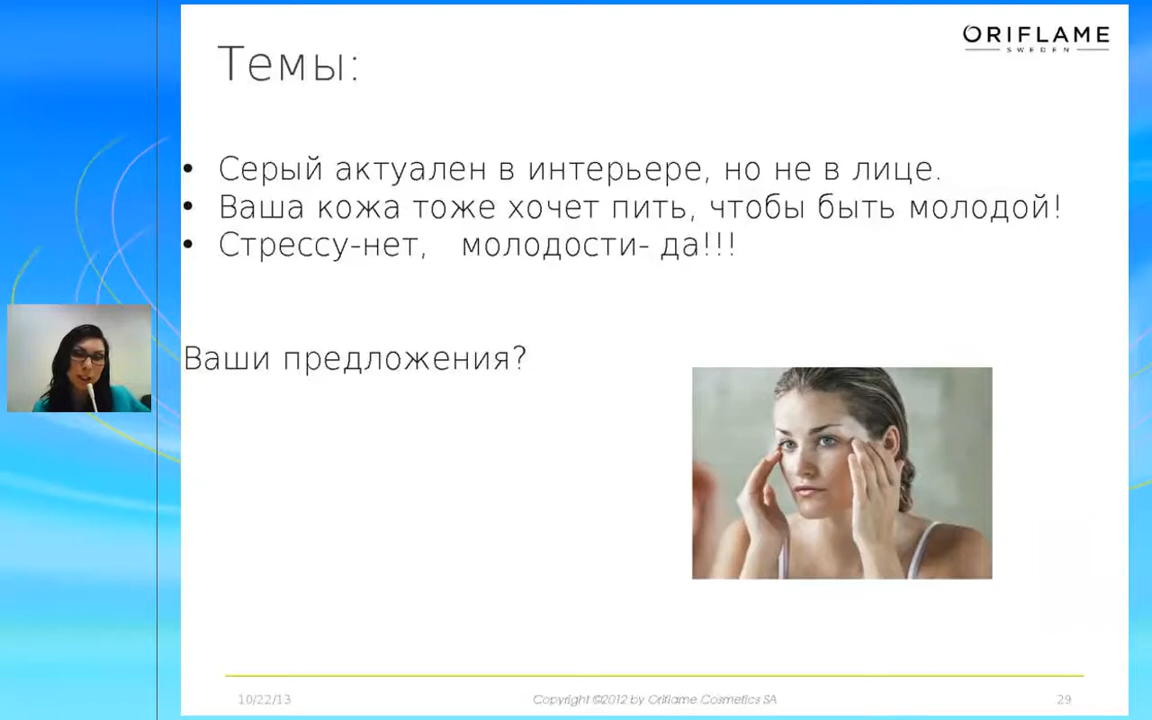 ORIFLAME
SWEDEN
Темы:
• Серый актуален в интерьере, но не в лице.
• Ваша кожа тоже хочет пить, чтобы быть молодой!
• Стрессу-нет, молодости- да!!!
Ваши предложения?
10/22/13 Copyright ©2012 by Oriflame Cosmetics SA 29